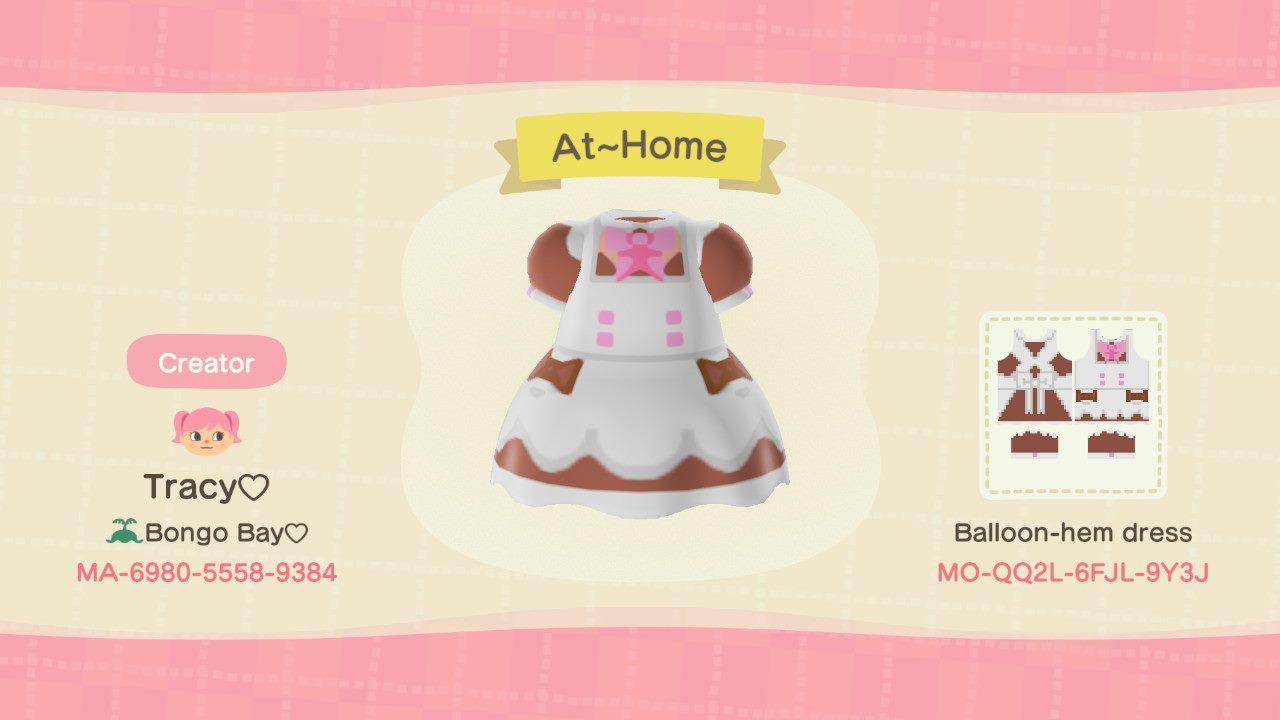 At~Home
Creator
Tracy♡
Bongo Bay♡
MA-6980-5558-9384
Balloon-hem dress
MO-QQ2L-6FJL-9Y3J